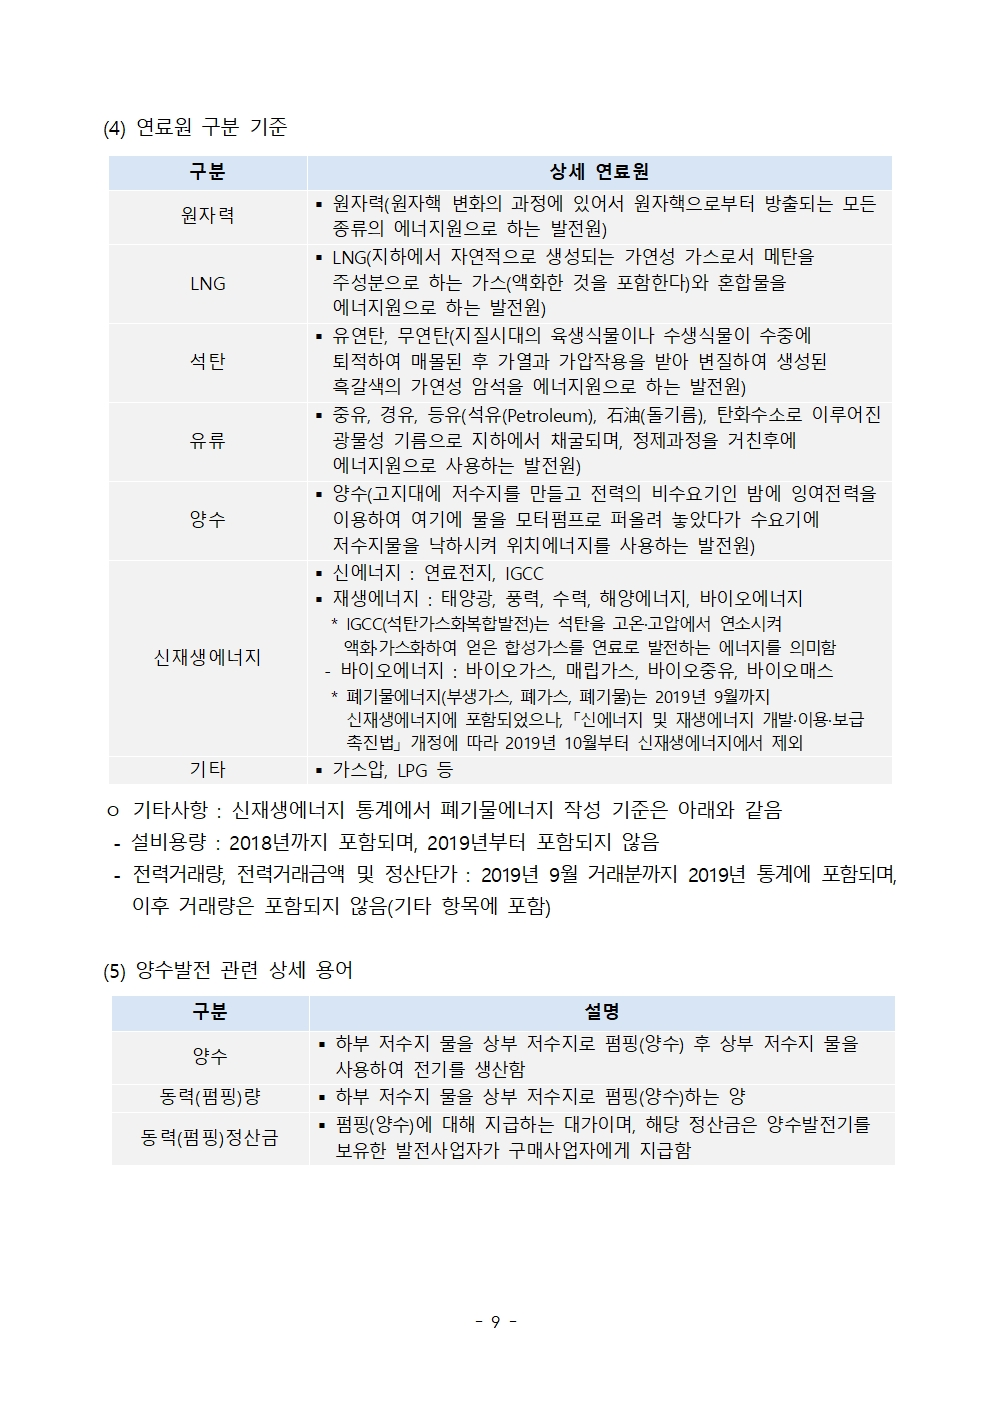 (4) 연료원 구분 기준
구분 상세 연료원
원자력
▪ 원자력(원자핵 변화의 과정에 있어서 원자핵으로부터 방출되는 모든
종류의 에너지원으로 하는 발전원)
LNG
▪ LNG(지하에서 자연적으로 생성되는 가연성 가스로서 메탄을
주성분으로 하는 가스(액화한 것을 포함한다)와 혼합물을
에너지원으로 하는 발전원)
석탄
▪ 유연탄, 무연탄(지질시대의 육생식물이나 수생식물이 수중에
퇴적하여 매몰된 후 가열과 가압작용을 받아 변질하여 생성된
흑갈색의 가연성 암석을 에너지원으로 하는 발전원)
유류
▪ 중유, 경유, 등유(석유(Petroleum), 石油(돌기름), 탄화수소로 이루어진
광물성 기름으로 지하에서 채굴되며, 정제과정을 거친후에
에너지원으로 사용하는 발전원)
양수
▪ 양수(고지대에 저수지를 만들고 전력의 비수요기인 밤에 잉여전력을
이용하여 여기에 물을 모터펌프로 퍼올려 놓았다가 수요기에
저수지물을 낙하시켜 위치에너지를 사용하는 발전원)
신재생에너지
▪ 신에너지 : 연료전지, IGCC
▪ 재생에너지 : 태양광, 풍력, 수력, 해양에너지, 바이오에너지
* IGCC(석탄가스화복합발전)는 석탄을 고온·고압에서 연소시켜
액화·가스화하여 얻은 합성가스를 연료로 발전하는 에너지를 의미함
- 바이오에너지 : 바이오가스, 매립가스, 바이오중유, 바이오매스
* 폐기물에너지(부생가스, 폐가스, 폐기물)는 2019년 9월까지
신재생에너지에 포함되었으나,「신에너지 및 재생에너지 개발·이용·보급
촉진법」개정에 따라 2019년 10월부터 신재생에너지에서 제외
기타 ▪ 가스압, LPG 등
ㅇ 기타사항 : 신재생에너지 통계에서 폐기물에너지 작성 기준은 아래와 같음
- 설비용량 : 2018년까지 포함되며, 2019년부터 포함되지 않음
- 전력거래량, 전력거래금액 및 정산단가 : 2019년 9월 거래분까지 2019년 통계에 포함되며,
이후 거래량은 포함되지 않음(기타 항목에 포함)
(5) 양수발전 관련 상세 용어
구분 설명
양수
▪ 하부 저수지 물을 상부 저수지로 펌핑(양수) 후 상부 저수지 물을
사용하여 전기를 생산함
동력(펌핑)량 ▪ 하부 저수지 물을 상부 저수지로 펌핑(양수)하는 양
동력(펌핑)정산금
▪ 펌핑(양수)에 대해 지급하는 대가이며, 해당 정산금은 양수발전기를
보유한 발전사업자가 구매사업자에게 지급함
- 9 -